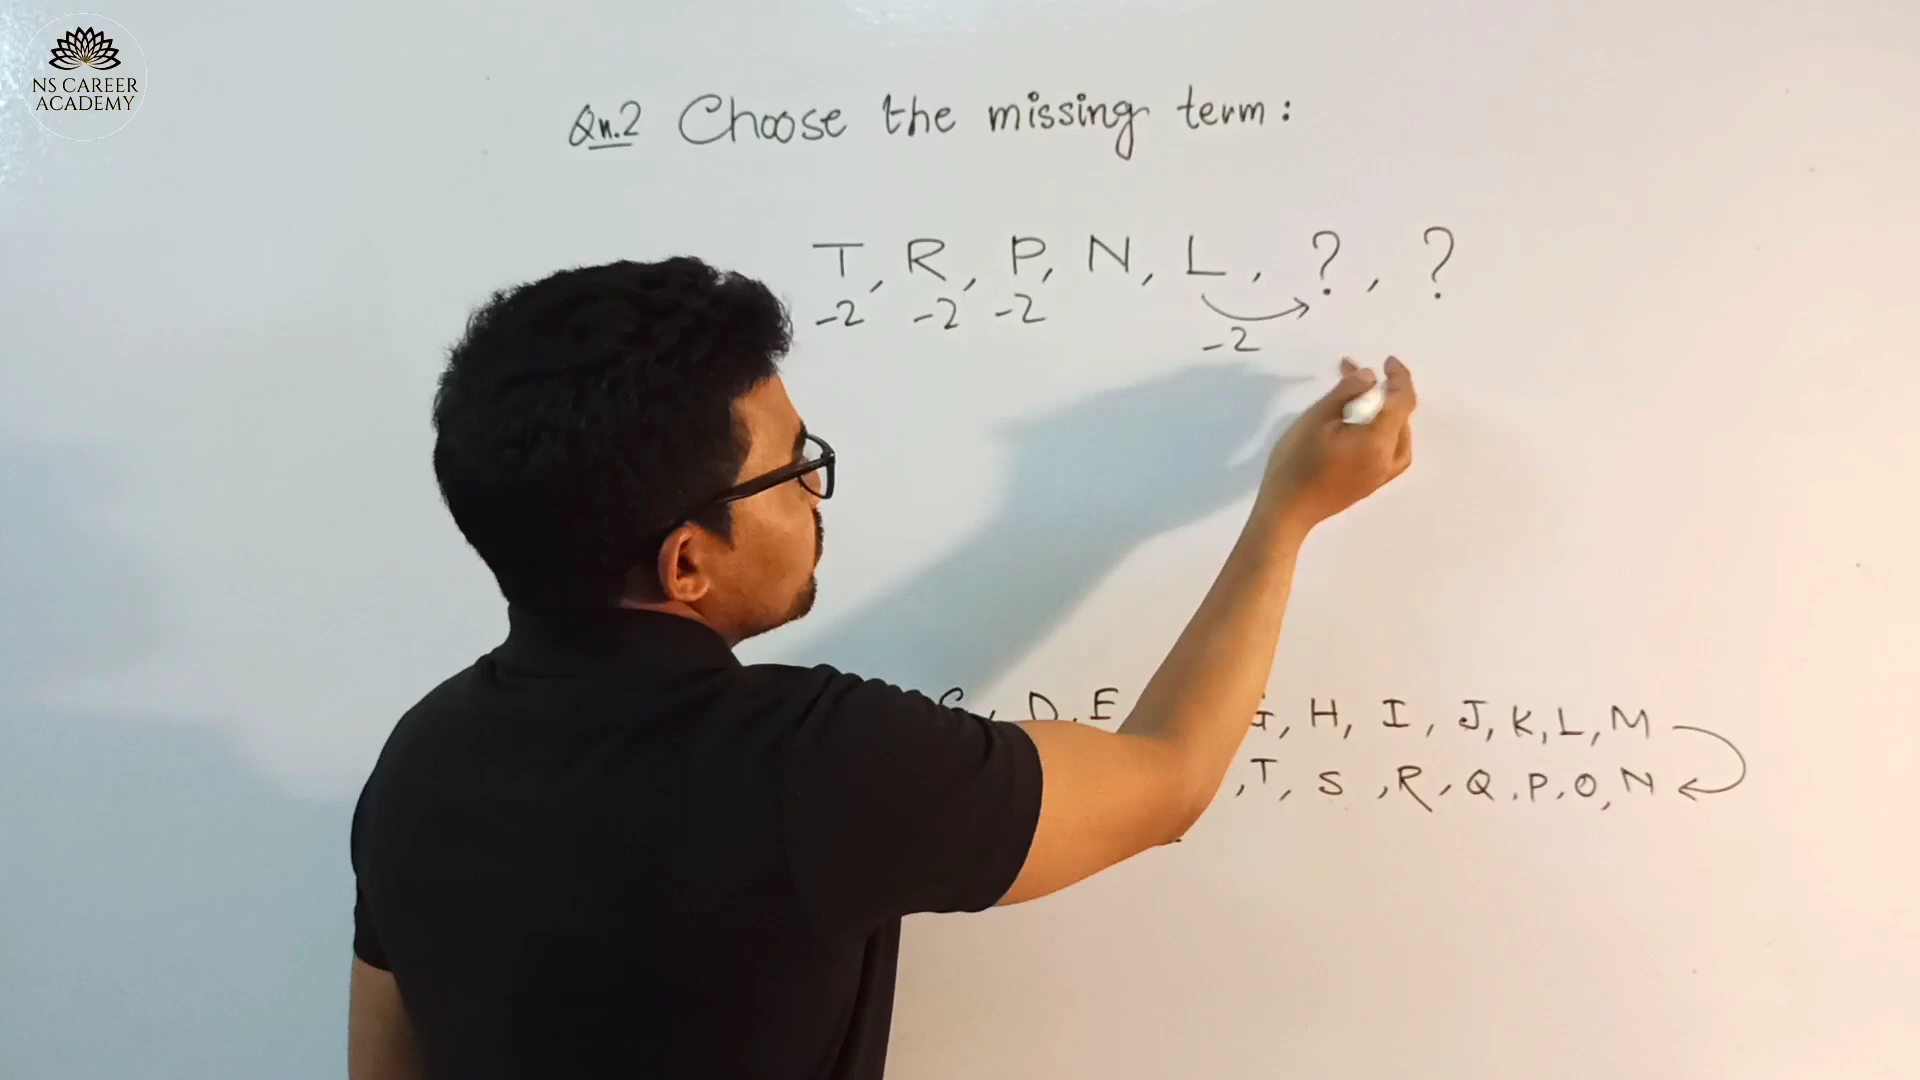 NS CAREER
ACADEMY
Qn.2 Choose the missing term:
T, R, P, N, L, ?, ?
-2 -2 -2
-2
C, D, E G, H, I, J, K, L, M
,T, S, R, Q, P, O, N